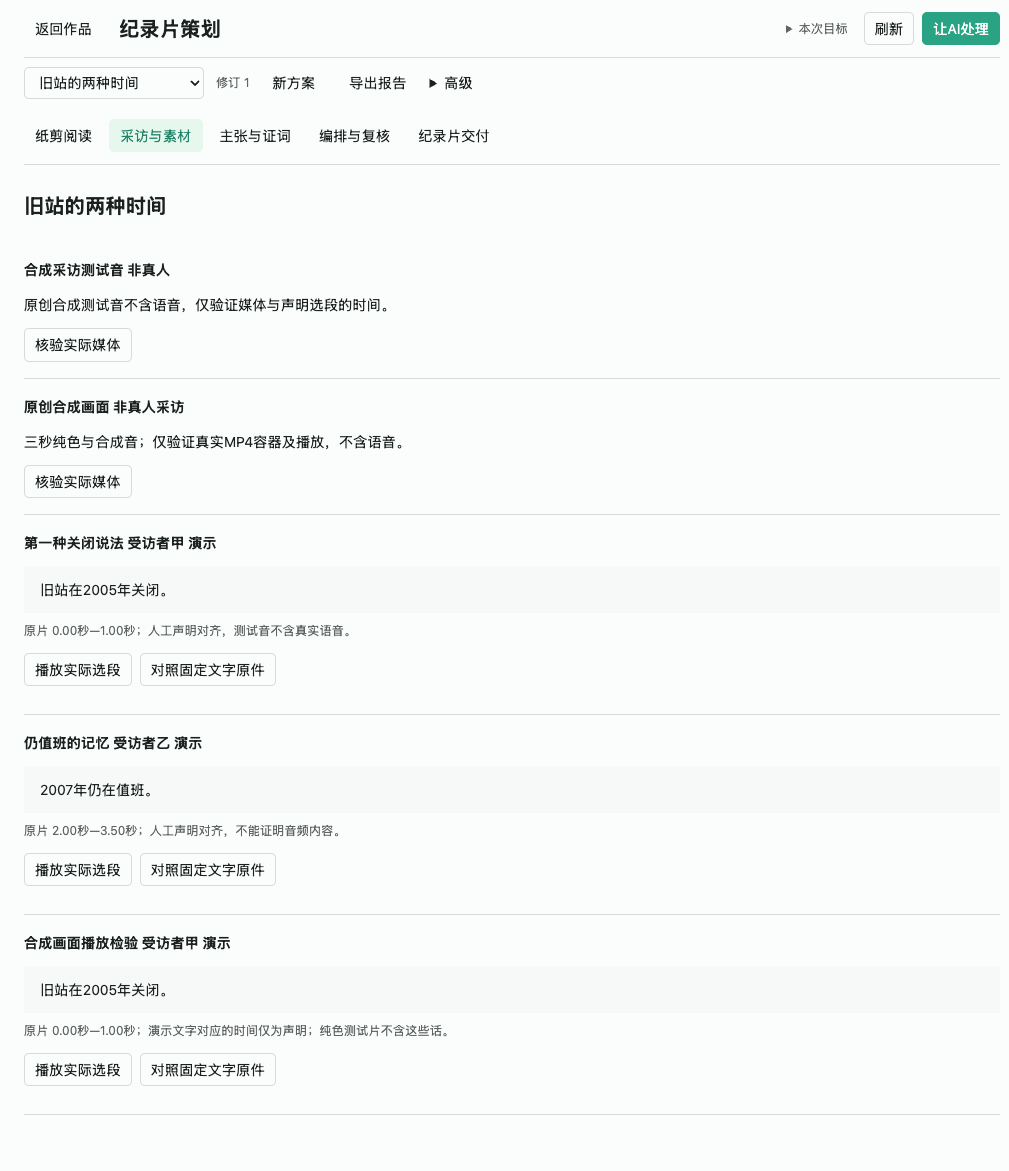 返回作品 纪录片策划 ▶ 本次目标 刷新 让AI处理
旧站的两种时间 修订 1 新方案 导出报告 ▶ 高级
纸剪阅读 采访与素材 主张与证词 编排与复核 纪录片交付
旧站的两种时间
合成采访测试音 非真人
原创合成测试音不含语音，仅验证媒体与声明选段的时间。
核验实际媒体
原创合成画面 非真人采访
三秒纯色与合成音；仅验证真实MP4容器及播放，不含语音。
核验实际媒体
第一种关闭说法 受访者甲 演示
旧站在2005年关闭。
原片 0.00秒—1.00秒；人工声明对齐，测试音不含真实语音。
播放实际选段 对照固定文字原件
仍值班的记忆 受访者乙 演示
2007年仍在值班。
原片 2.00秒—3.50秒；人工声明对齐，不能证明音频内容。
播放实际选段 对照固定文字原件
合成画面播放检验 受访者甲 演示
旧站在2005年关闭。
原片 0.00秒—1.00秒；演示文字对应的时间仅为声明；纯色测试片不含这些话。
播放实际选段 对照固定文字原件